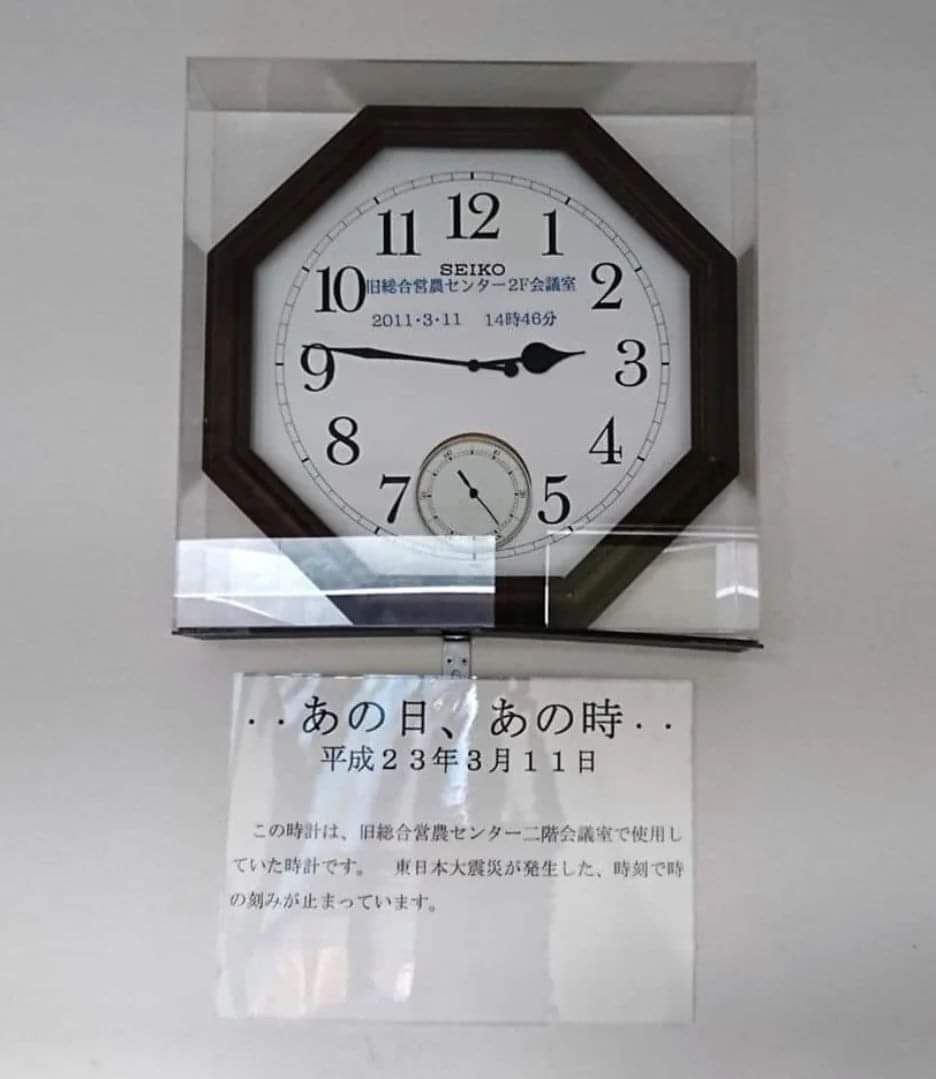 12
11
1
10
2
SEIKO
旧総合営農センター2F会議室
2011・3・11 14時46分
9
3
8
4
7
5
・・あの日、あの時・・
平成23年3月11日
この時計は、旧総合営農センター二階会議室で使用し
ていた時計です。 東日本大震災が発生した、時刻で時
の刻みが止まっています。